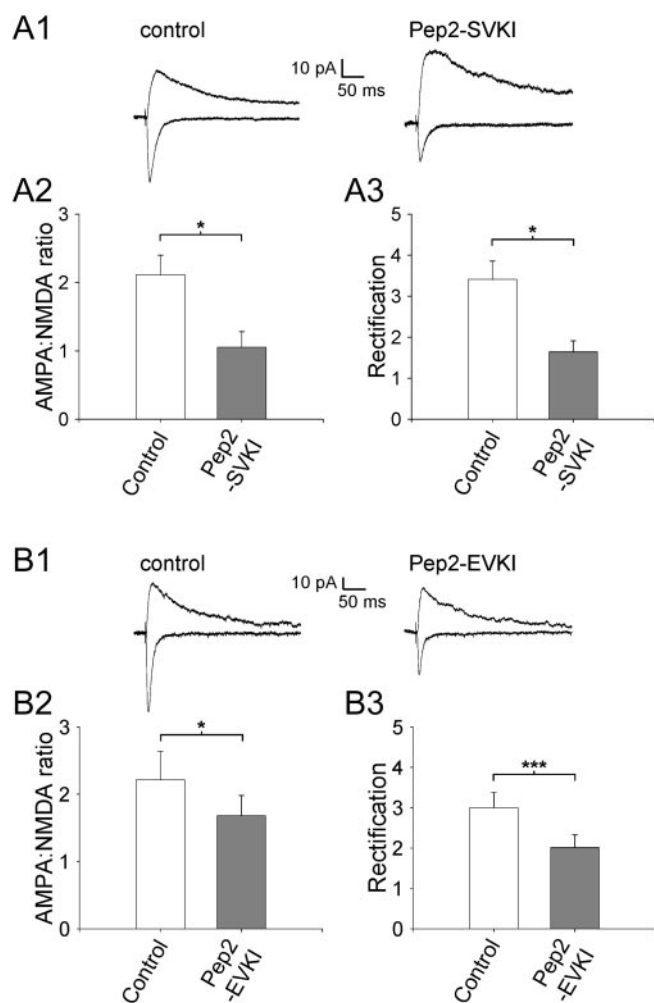 A1
control
Pep2-SVKI
10 pA
50 ms
A2
AMPA:NMDA ratio
3
2
1
0
*
Control
Pep2
-SVKI
A3
Rectification
5
4
3
2
1
0
*
Control
Pep2
-SVKI
B1
control
Pep2-EVKI
10 pA
50 ms
B2
AMPA:NMDA ratio
3
2
1
0
*
Control
Pep2
-EVKI
B3
Rectification
5
4
3
2
1
0
***
Control
Pep2
-EVKI